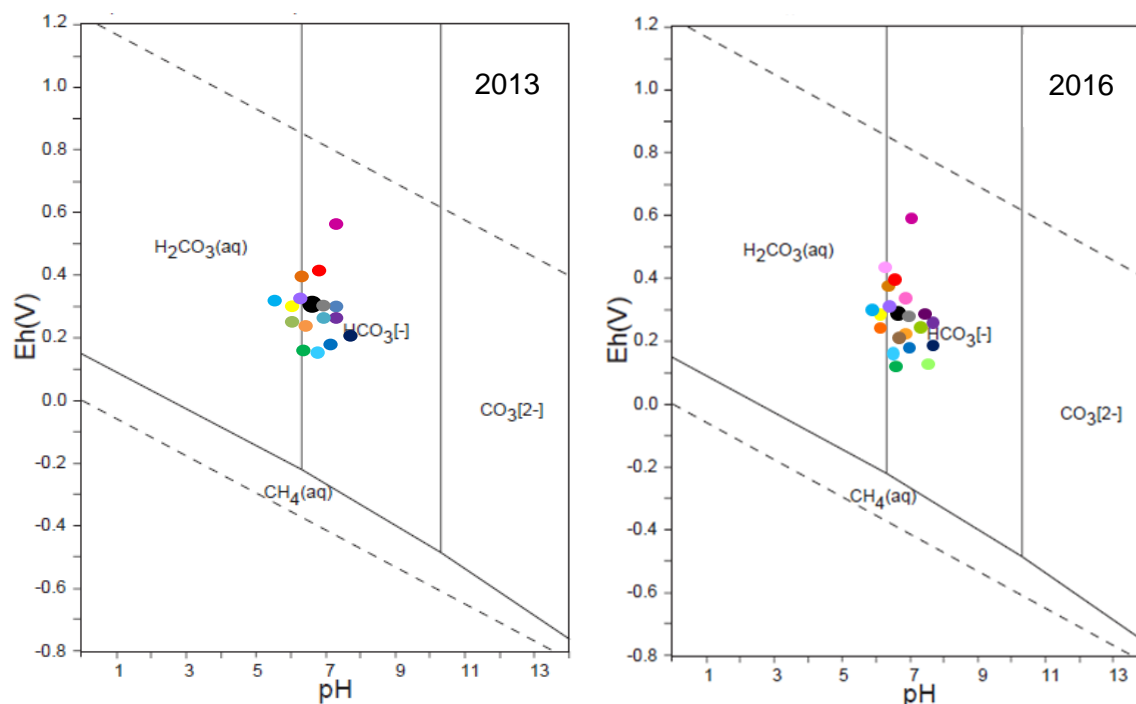 2013
1.2
1.0
0.8
0.6
0.4
0.2
0.0
-0.2
-0.4
-0.6
-0.8
Eh(V)
H2CO3(aq)
HCO3[-]
CO3[2-]
CH4(aq)
1 3 5 7 9 11 13
pH
2016
1.2
1.0
0.8
0.6
0.4
0.2
0.0
-0.2
-0.4
-0.6
-0.8
Eh(V)
H2CO3(aq)
HCO3[-]
CO3[2-]
CH4(aq)
1 3 5 7 9 11 13
pH